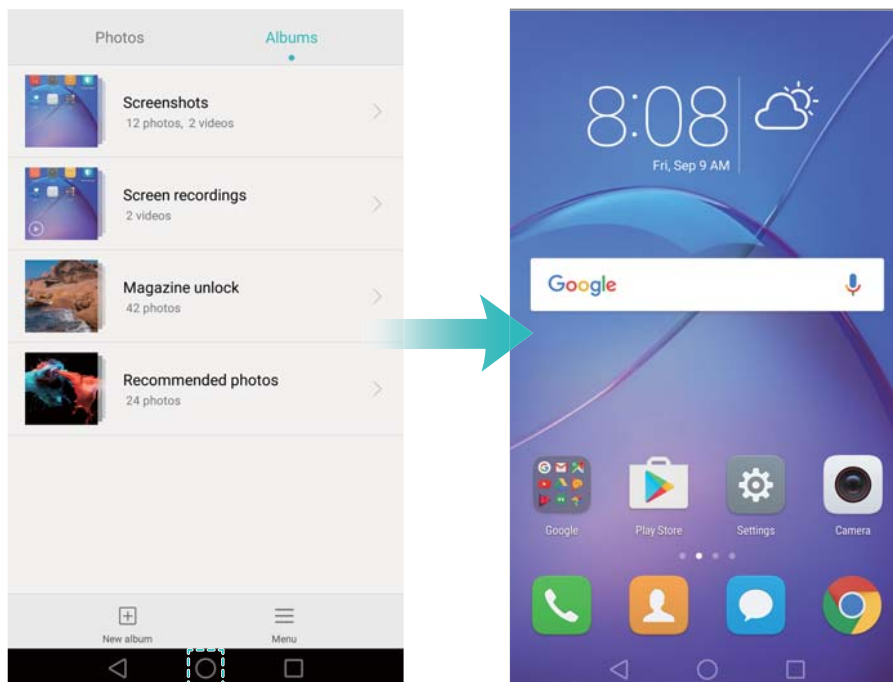 Photos Albums
Screenshots
12 photos, 2 videos
Screen recordings
2 videos
Magazine unlock
42 photos
Recommended photos
24 photos
New album Menu
8:08
Fri, Sep 9 AM
Google
Google Play Store Settings Camera